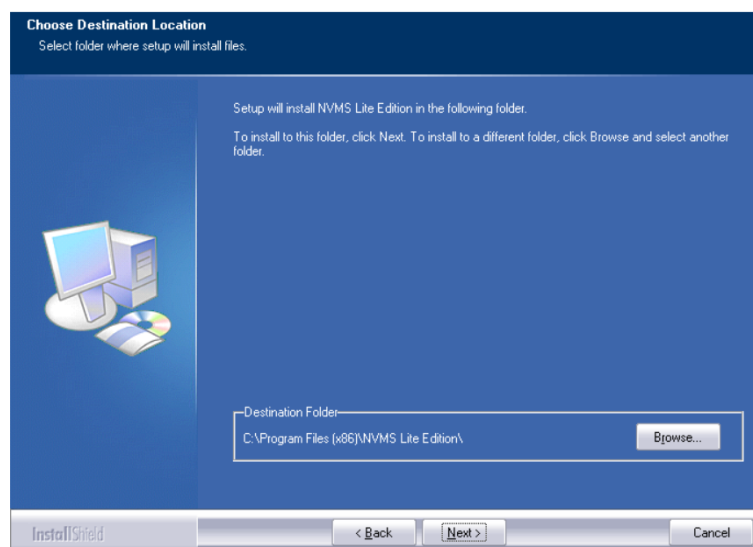 Choose Destination Location
Select folder where setup will install files.
Setup will install NVMS Lite Edition in the following folder.
To install to this folder, click Next. To install to a different folder, click Browse and select another
folder.
Destination Folder
C:\Program Files (x86)\NVMS Lite Edition\
Browse...
InstallShield
< Back
Next >
Cancel